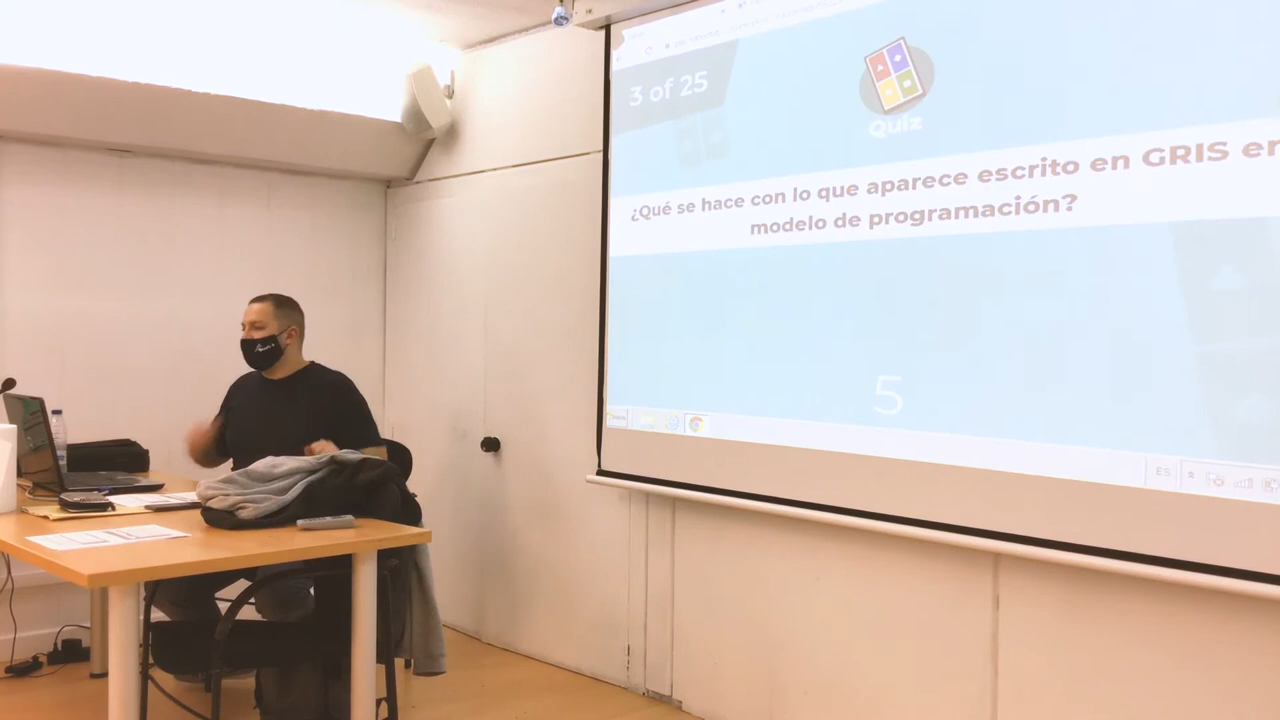 3 of 25
Quiz
¿Qué se hace con lo que aparece escrito en GRIS en
modelo de programación?
5
ES